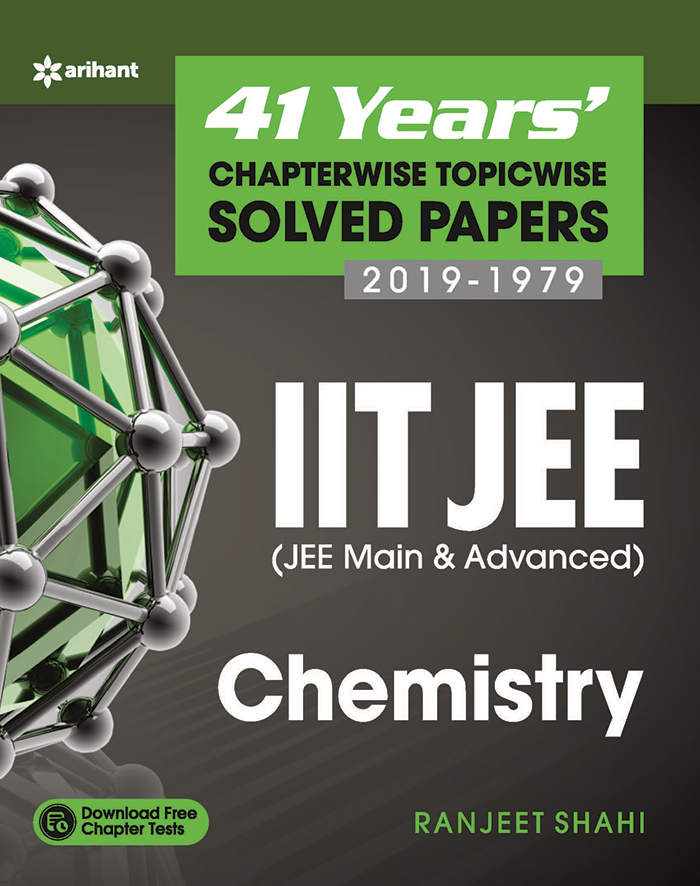 arihant
41 Years'
CHAPTERWISE TOPICWISE
SOLVED PAPERS
2019-1979
IIT JEE
(JEE Main & Advanced)
Chemistry
Download Free
Chapter Tests
RANJEET SHAHI